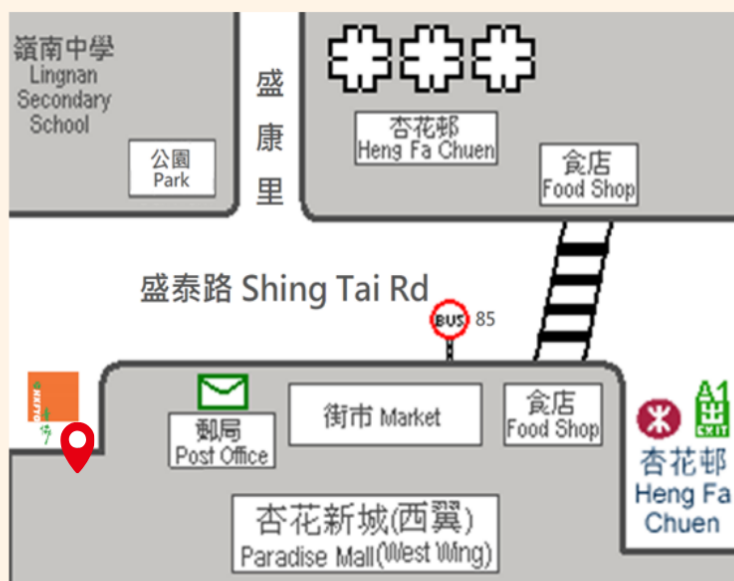 嶺南中學
Lingnan
Secondary
School
公園
Park
盛康里
杏花邨
Heng Fa Chuen
食店
Food Shop
盛泰路 Shing Tai Rd
BUS 85
郵局
Post Office
街市 Market
食店
Food Shop
A1
出
EXIT
杏花邨
Heng Fa
Chuen
杏花新城(西翼)
Paradise Mall(West Wing)